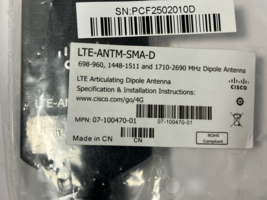 SN:PCF2502010D
LTE-ANTM-SMA-D
698-960, 1448-1511 and 1710-2690 MHz Dipole Antenna
LTE Articulating Dipole Antenna
Specification & Installation Instructions:
www.cisco.com/go/4G
CISCO
MPN: 07-100470-01
07-100470-01
Made in CN
CN
ROHS
Compliant